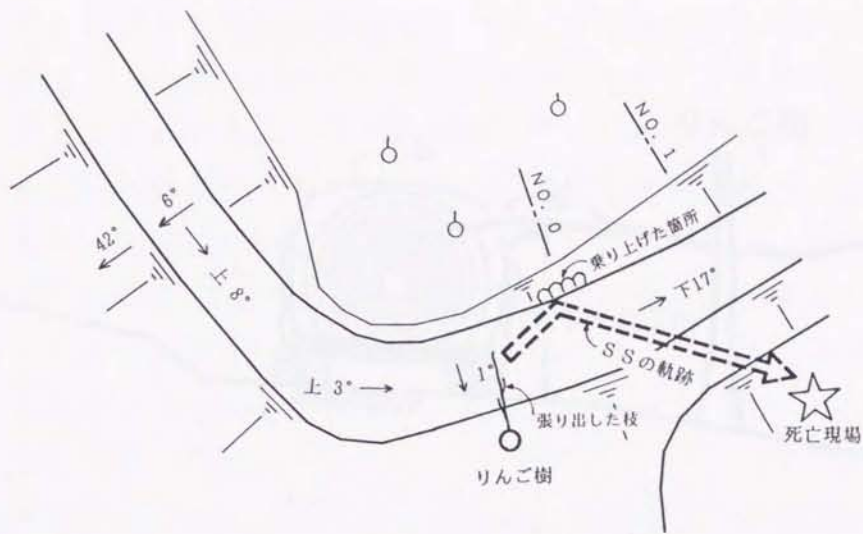 NO. 1
NO. 0
乗り上げた箇所
6°
42°
上 8°
下17°
SSの軌跡
上 3°
1°
張り出した枝
死亡現場
りんご樹